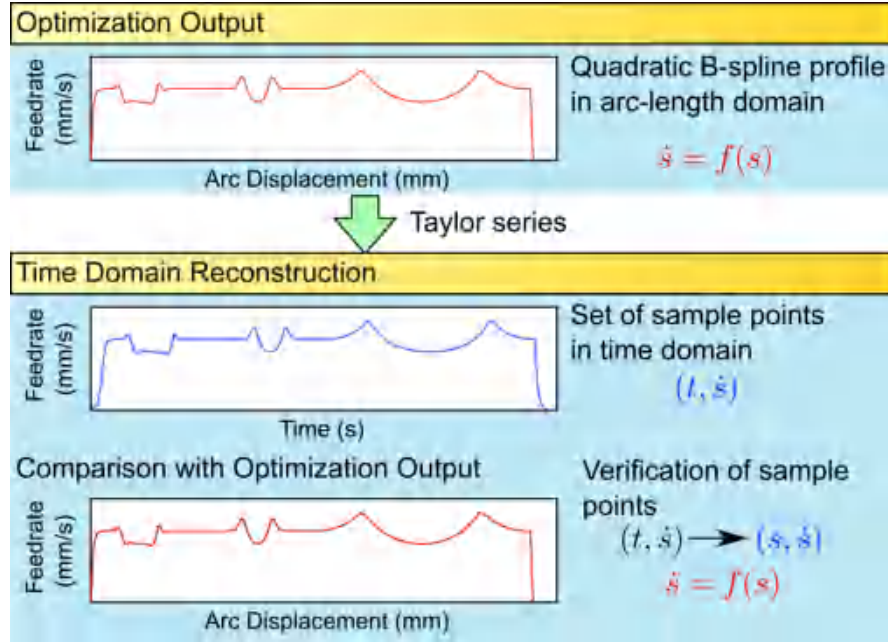 Optimization Output
Feedrate
(mm/s)
Arc Displacement (mm)
Quadratic B-spline profile
in arc-length domain
ṡ = f(s)
Taylor series
Time Domain Reconstruction
Feedrate
(mm/s)
Time (s)
Set of sample points
in time domain
(t, ṡ)
Comparison with Optimization Output
Feedrate
(mm/s)
Arc Displacement (mm)
Verification of sample
points
(t, ṡ) → (s, ṡ)
ṡ = f(s)